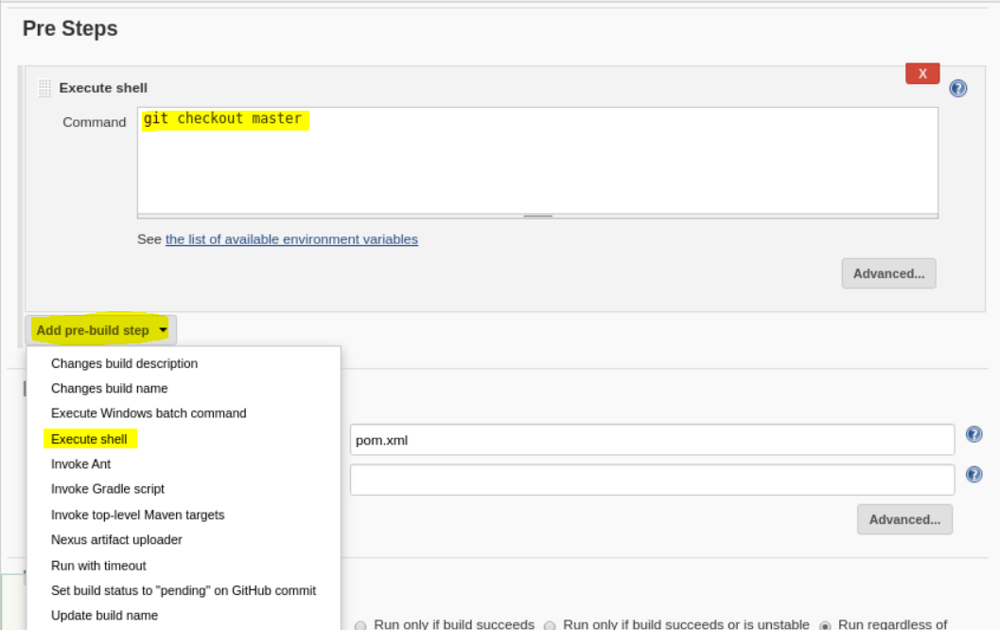 Pre Steps
X
Execute shell
Command
git checkout master
See the list of available environment variables
Advanced...
Add pre-build step
Changes build description
Changes build name
Execute Windows batch command
Execute shell
pom.xml
Invoke Ant
Invoke Gradle script
Invoke top-level Maven targets
Advanced...
Nexus artifact uploader
Run with timeout
Set build status to "pending" on GitHub commit
Update build name
Run only if build succeeds Run only if build succeeds or is unstable Run regardless of